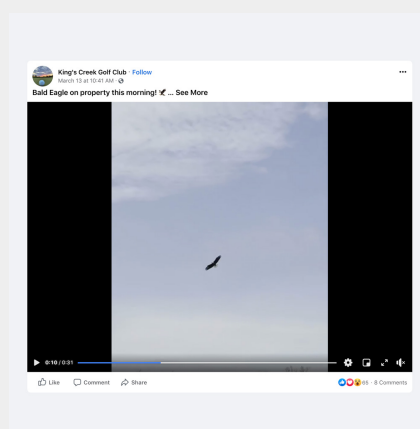 King's Creek Golf Club · Follow
March 13 at 10:41 AM ·
Bald Eagle on property this morning! 🦅 ... See More
0:10 / 0:31
Like Comment Share 65 · 8 Comments